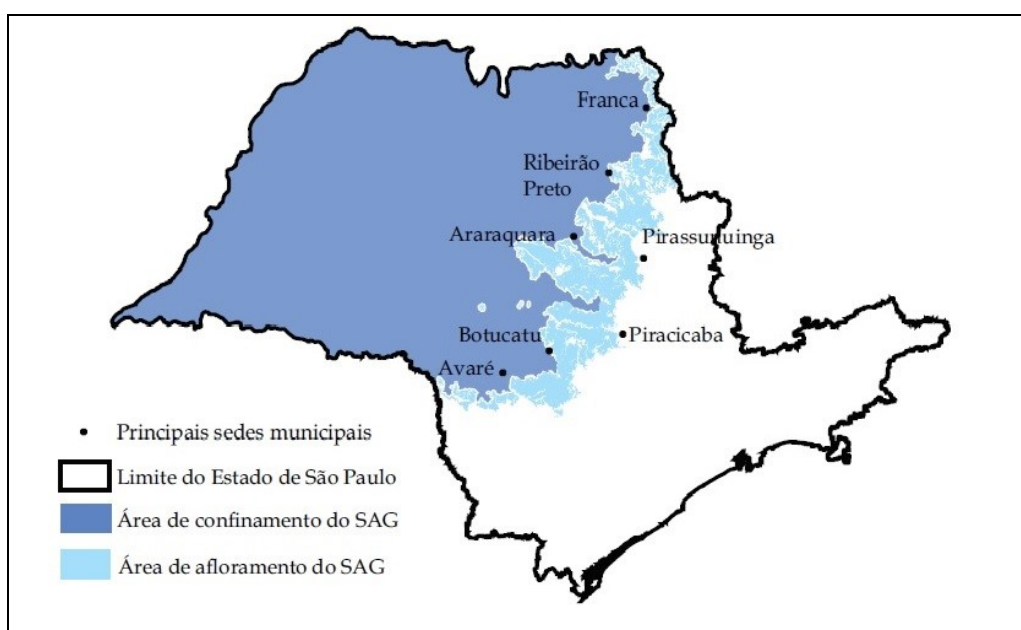 Franca
Ribeirão
Preto
Araraquara
Pirassununga
Botucatu
Piracicaba
Avaré
Principais sedes municipais
Limite do Estado de São Paulo
Área de confinamento do SAG
Área de afloramento do SAG